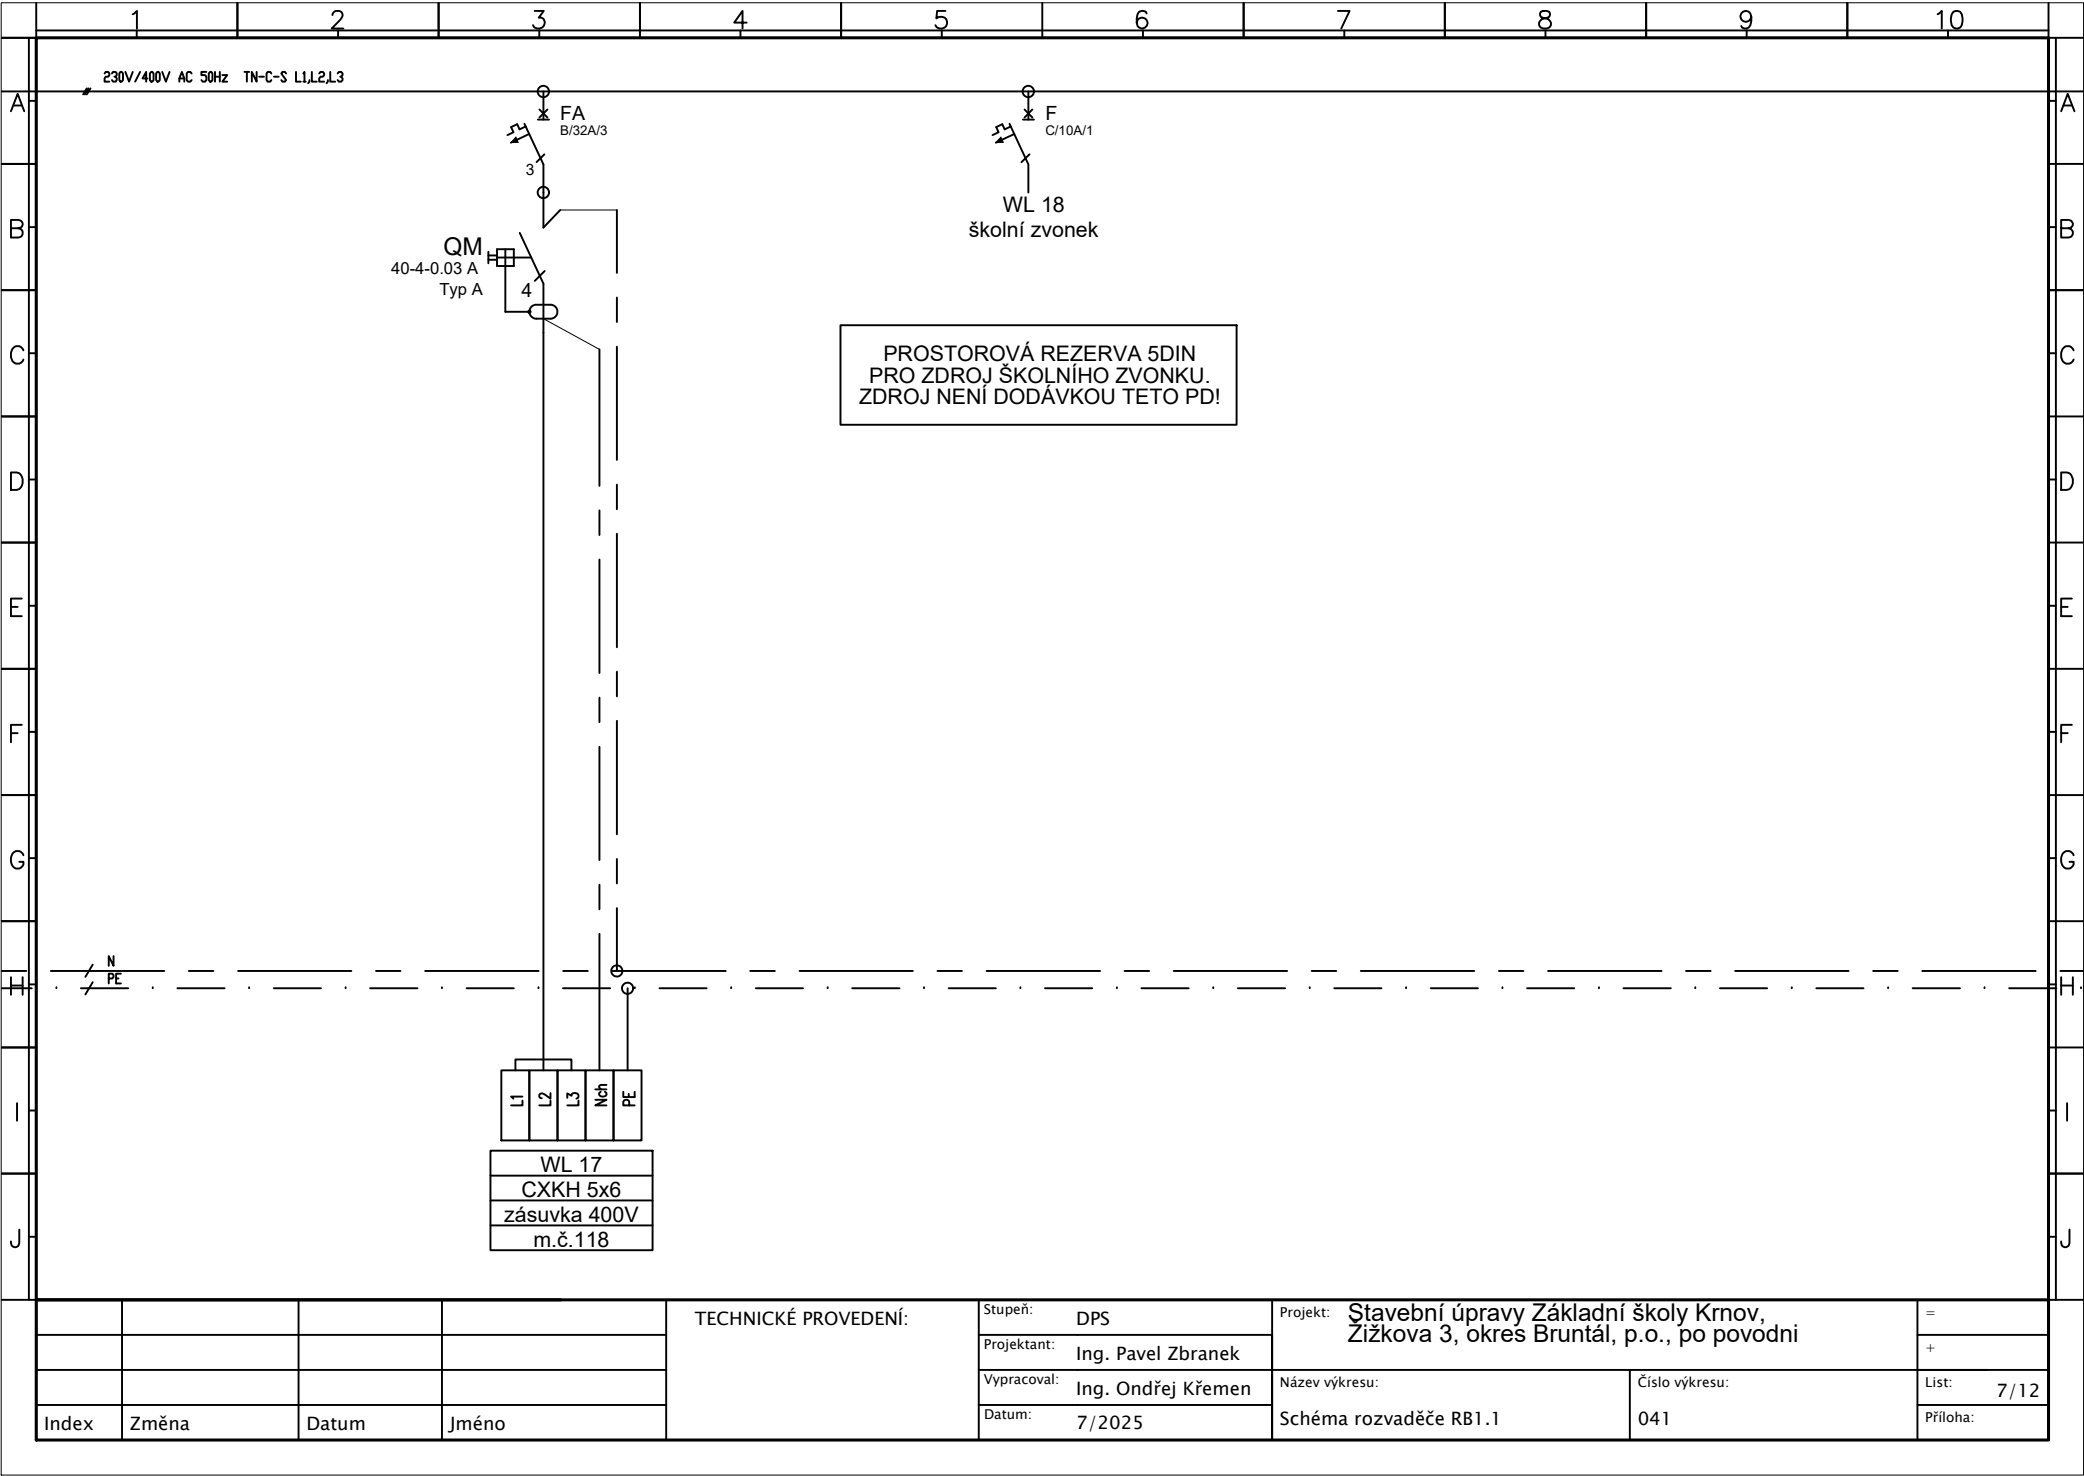 1 2 3 4 5 6 7 8 9 10
230V/400V AC 50Hz TN-C-S L1,L2,L3
A A
FA
B/32A/3
3
F
C/10A/1
WL 18
školní zvonek
B B
QM
40-4-0.03 A
Typ A
4
C C
PROSTOROVÁ REZERVA 5DIN
PRO ZDROJ ŠKOLNÍHO ZVONKU.
ZDROJ NENÍ DODÁVKOU TETO PD!
D D
E E
F F
G G
N
PE
H H
L1 L2 L3 Nch PE
I I
WL 17
CXKH 5x6
zásuvka 400V
m.č.118
J J
TECHNICKÉ PROVEDENÍ:
Stupeň: DPS
Projektant: Ing. Pavel Zbranek
Vypracoval: Ing. Ondřej Křemen
Datum: 7/2025
Projekt: Stavební úpravy Základní školy Krnov,
Žižkova 3, okres Bruntál, p.o., po povodni
=
+
Název výkresu:
Schéma rozvaděče RB1.1
Číslo výkresu:
041
List: 7/12
Příloha:
Index Změna Datum Jméno